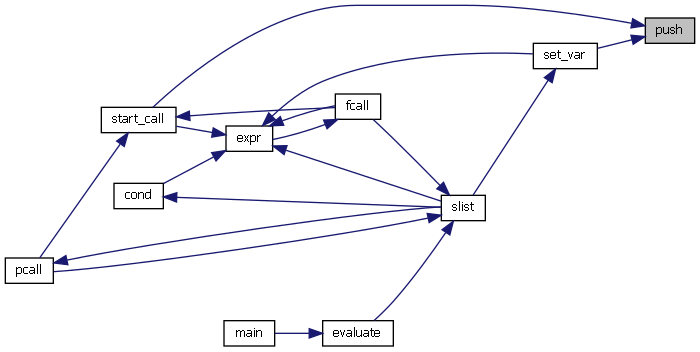 push
set_var
fcall
start_call
expr
cond
slist
pcall
main
evaluate